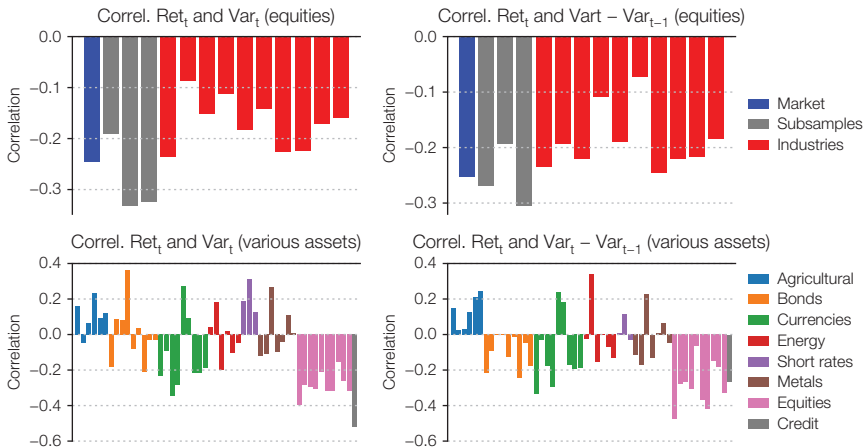 Correl. Ret_t and Var_t (equities)
Correlation
0.0
−0.1
−0.2
−0.3
Correl. Ret_t and Vart − Var_{t−1} (equities)
Correlation
0.0
−0.1
−0.2
−0.3
Market
Subsamples
Industries
Correl. Ret_t and Var_t (various assets)
Correlation
0.4
0.2
0.0
−0.2
−0.4
−0.6
Correl. Ret_t and Var_t − Var_{t−1} (various assets)
Correlation
0.4
0.2
0.0
−0.2
−0.4
−0.6
Agricultural
Bonds
Currencies
Energy
Short rates
Metals
Equities
Credit